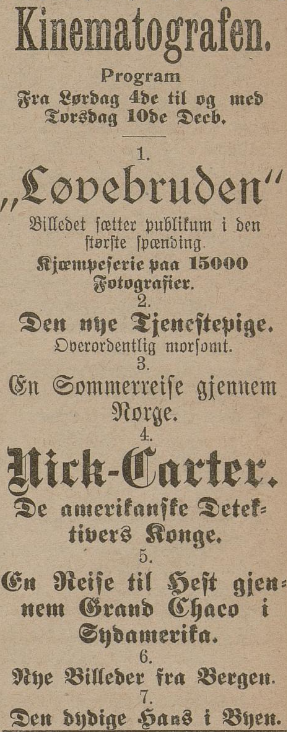 Kinematografen.
Program
Fra Lørdag 4de til og med
Torsdag 10de Decb.
1.
„Løvebruden“
Billedet sætter publikum i den
største spænding.
Kjæmpeserie paa 15000
Fotografier.
2.
Den nye Tjenestepige.
Overordentlig morsomt.
3.
En Sommerreise gjennem
Norge.
4.
Nick-Carter.
De amerikanske Detek-
tivers Konge.
5.
En Reise til Hest gjen-
nem Grand Chaco i
Sydamerika.
6.
Nye Billeder fra Bergen.
7.
Den dydige Hans i Byen.